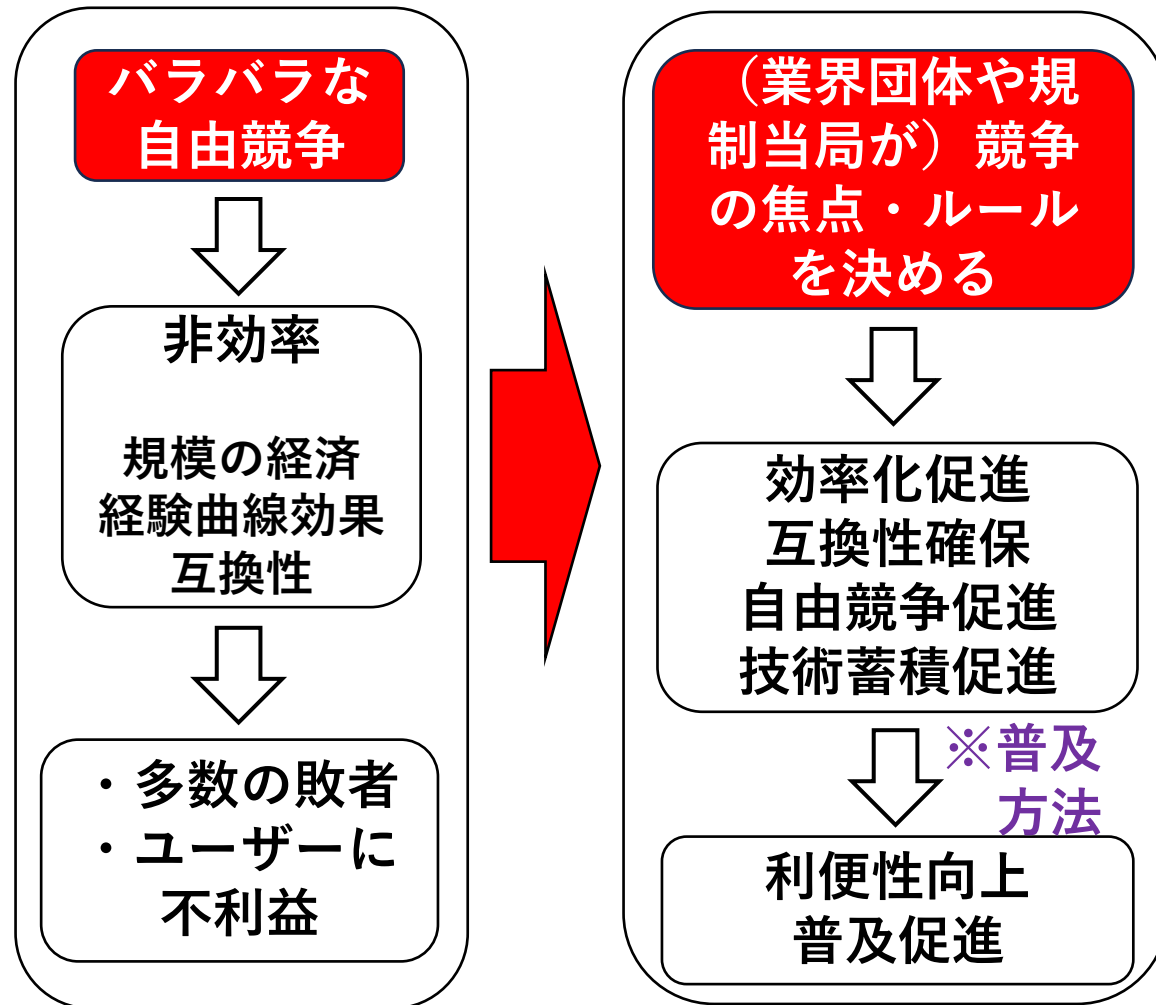 バラバラな
自由競争
非効率
規模の経済
経験曲線効果
互換性
・多数の敗者
・ユーザーに
不利益
（業界団体や規
制当局が）競争
の焦点・ルール
を決める
効率化促進
互換性確保
自由競争促進
技術蓄積促進
※普及
方法
利便性向上
普及促進